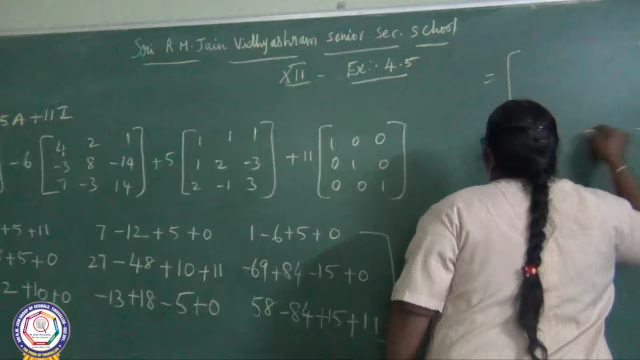 Sri R.M. Jain Vidhyashram Senior Sec. School
XII - Ex:- 4.5
= [
5A + 11 I
] -6 [ 4 2 1 ] +5 [ 1 1 1 ] +11 [ 1 0 0 ]
-3 8 -14 1 2 -3 0 1 0
7 -3 14 2 -1 3 0 0 1
+5+11 7-12+5+0 1-6+5+0
+5+0 27-48+10+11 -69+84-15+0
2+10+0 -13+18-5+0 58-84+15+11